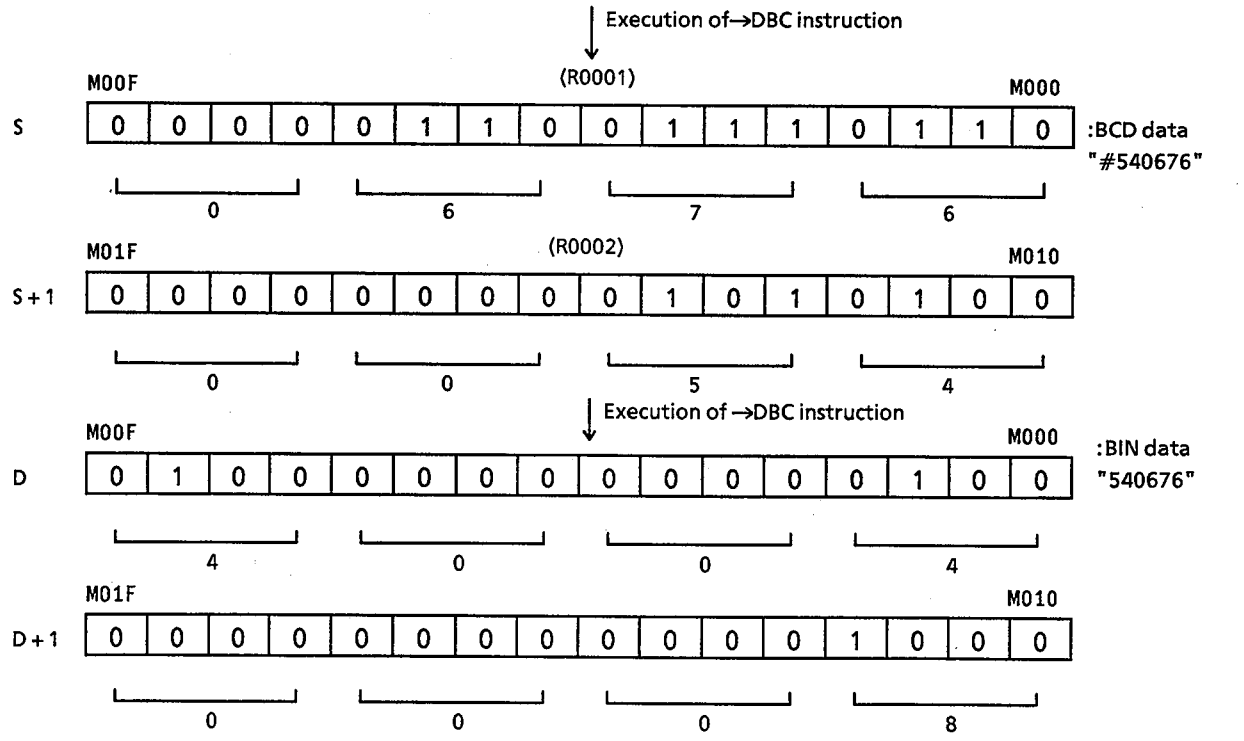 Execution of→DBC instruction
M00F (R0001) M000
S 0 0 0 0 0 1 1 0 0 1 1 1 0 1 1 0 :BCD data
"#540676"
0 6 7 6
M01F (R0002) M010
S+1 0 0 0 0 0 0 0 0 0 1 0 1 0 1 0 0
0 0 5 4
Execution of →DBC instruction
M00F M000 :BIN data
D 0 1 0 0 0 0 0 0 0 0 0 0 0 1 0 0 "540676"
4 0 0 4
M01F M010
D+1 0 0 0 0 0 0 0 0 0 0 0 0 1 0 0 0
0 0 0 8